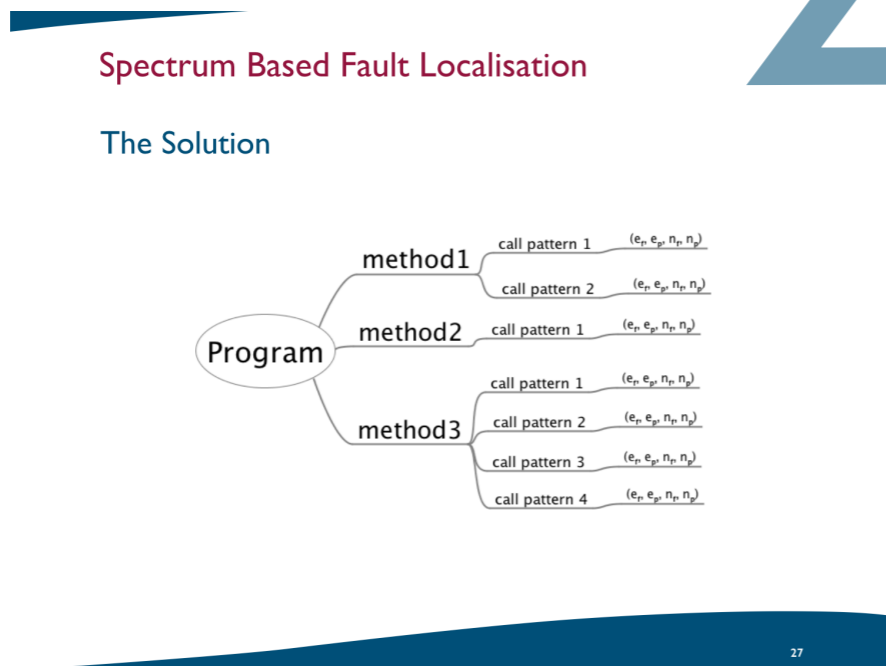 Spectrum Based Fault Localisation
The Solution
Program
method1
call pattern 1 (ef, ep, nf, np)
call pattern 2 (ef, ep, nf, np)
method2
call pattern 1 (ef, ep, nf, np)
method3
call pattern 1 (ef, ep, nf, np)
call pattern 2 (ef, ep, nf, np)
call pattern 3 (ef, ep, nf, np)
call pattern 4 (ef, ep, nf, np)
27